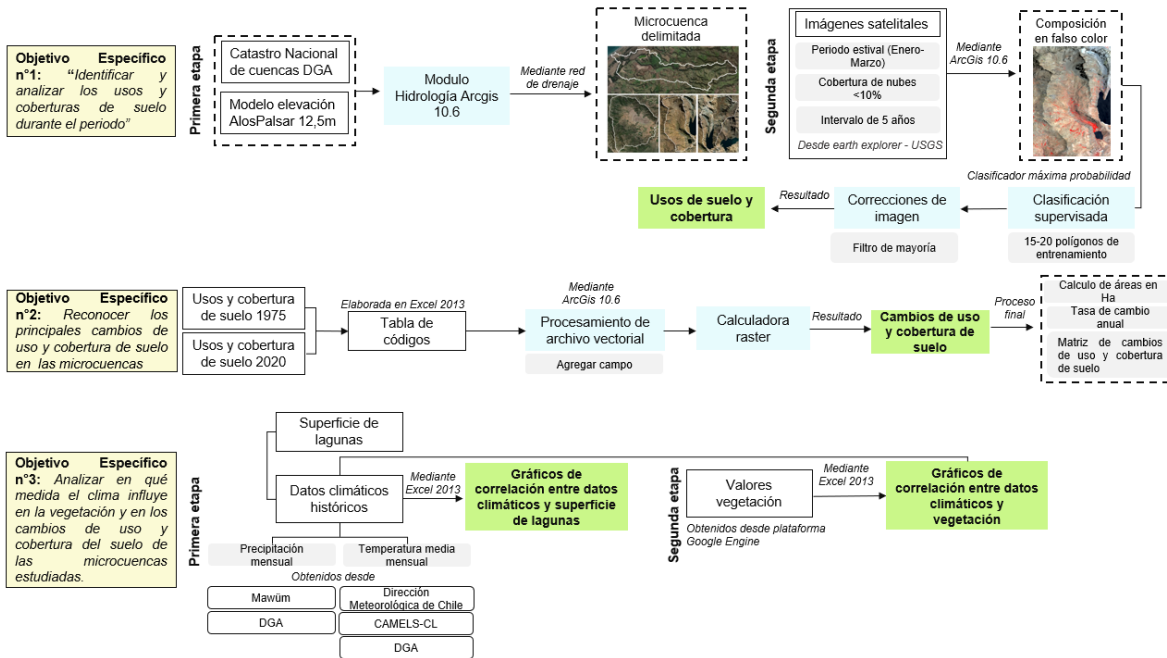 Objetivo Específico
n°1: “Identificar y
analizar los usos y
coberturas de suelo
durante el periodo”
Primera etapa
Catastro Nacional
de cuencas DGA
Modelo elevación
AlosPalsar 12,5m
Modulo
Hidrología Arcgis
10.6
Mediante red
de drenaje
Microcuenca
delimitada
Segunda etapa
Imágenes satelitales
Periodo estival (Enero-
Marzo)
Cobertura de nubes
<10%
Intervalo de 5 años
Desde earth explorer - USGS
Mediante
ArcGis 10.6
Composición
en falso color
Clasificador máxima probabilidad
Clasificación
supervisada
15-20 polígonos de
entrenamiento
Correcciones de
imagen
Filtro de mayoría
Resultado
Usos de suelo y
cobertura
Objetivo Específico
n°2: Reconocer los
principales cambios de
uso y cobertura de suelo
en las microcuencas
Usos y cobertura
de suelo 1975
Usos y cobertura
de suelo 2020
Elaborada en Excel 2013
Tabla de
códigos
Mediante
ArcGis 10.6
Procesamiento de
archivo vectorial
Agregar campo
Calculadora
raster
Resultado
Cambios de uso
y cobertura de
suelo
Proceso
final
Calculo de áreas en
Ha
Tasa de cambio
anual
Matriz de cambios
de uso y cobertura
de suelo
Objetivo Específico
n°3: Analizar en qué
medida el clima influye
en la vegetación y en los
cambios de uso y
cobertura del suelo de
las microcuencas
estudiadas.
Primera etapa
Superficie de
lagunas
Datos climáticos
históricos
Mediante
Excel 2013
Gráficos de
correlación entre datos
climáticos y superficie
de lagunas
Precipitación
mensual
Temperatura media
mensual
Obtenidos desde
Mawüm
DGA
Dirección
Meteorológica de Chile
CAMELS-CL
DGA
Segunda etapa
Valores
vegetación
Obtenidos desde plataforma
Google Engine
Mediante
Excel 2013
Gráficos de
correlación entre datos
climáticos y
vegetación